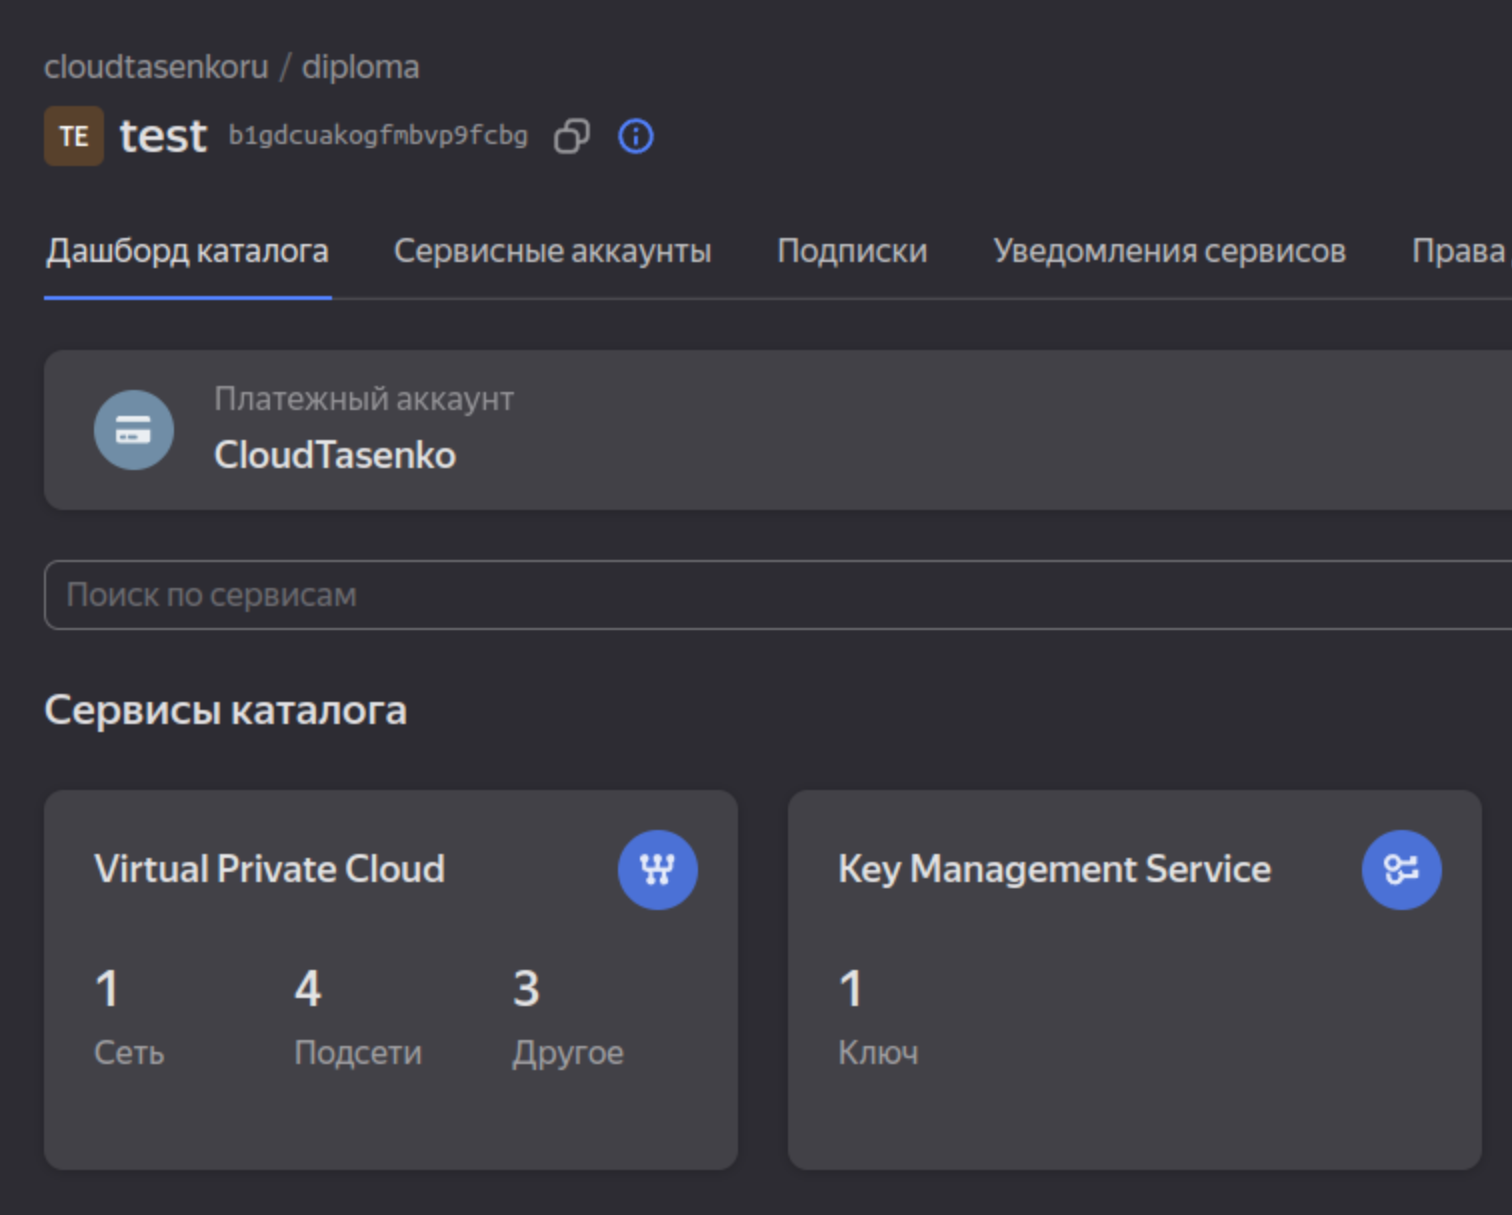 cloudtasenkoru / diploma
TE test b1gdcuakogfmbvp9fcbg
Дашборд каталога Сервисные аккаунты Подписки Уведомления сервисов Права
Платежный аккаунт
CloudTasenko
Поиск по сервисам
Сервисы каталога
Virtual Private Cloud
1 4 3
Сеть Подсети Другое
Key Management Service
1
Ключ